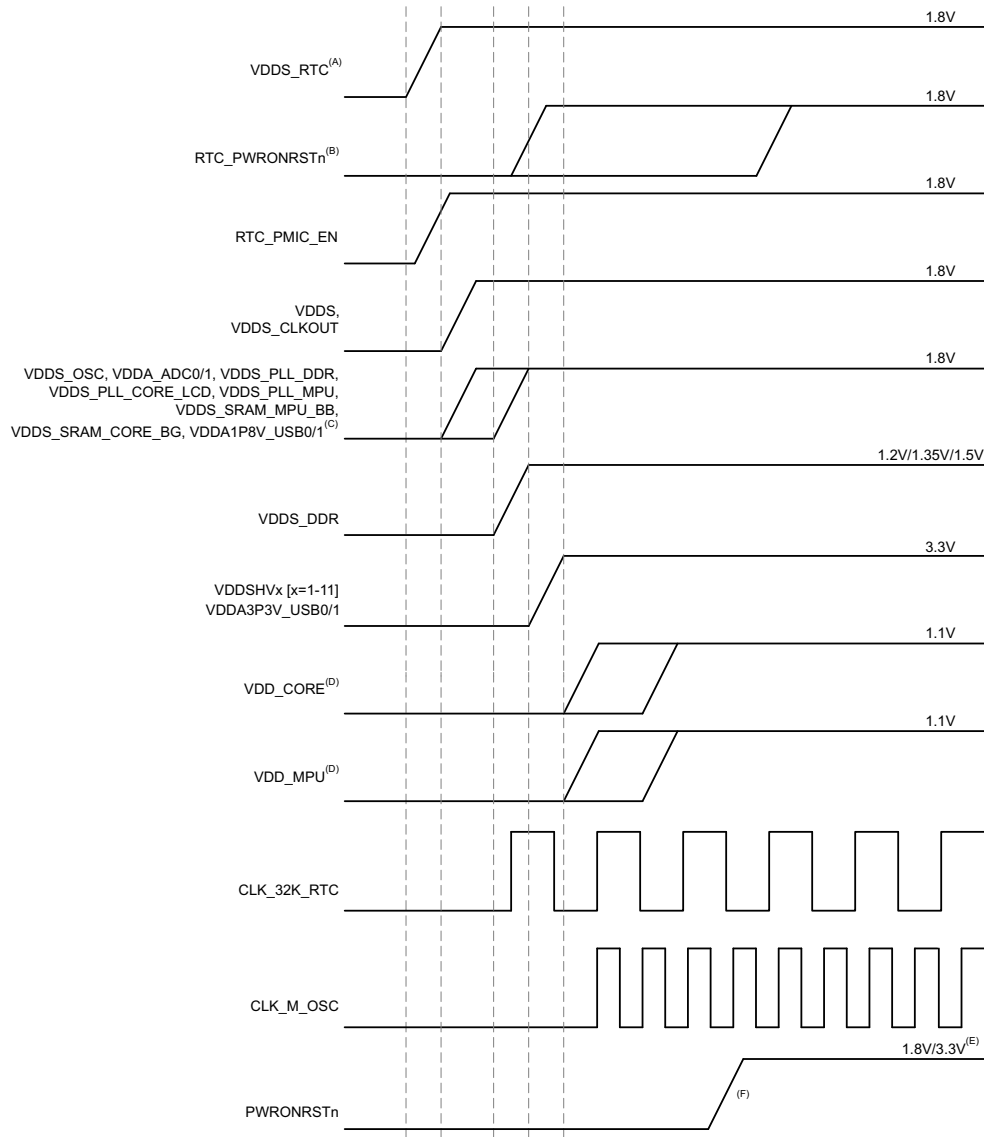 1.8V
VDDS_RTC(A)
1.8V
RTC_PWRONRSTn(B)
1.8V
RTC_PMIC_EN
1.8V
VDDS,
VDDS_CLKOUT
1.8V
VDDS_OSC, VDDA_ADC0/1, VDDS_PLL_DDR,
VDDS_PLL_CORE_LCD, VDDS_PLL_MPU,
VDDS_SRAM_MPU_BB,
VDDS_SRAM_CORE_BG, VDDA1P8V_USB0/1(C)
1.2V/1.35V/1.5V
VDDS_DDR
3.3V
VDDSHVx [x=1-11]
VDDA3P3V_USB0/1
1.1V
VDD_CORE(D)
1.1V
VDD_MPU(D)
CLK_32K_RTC
CLK_M_OSC
1.8V/3.3V(E)
(F)
PWRONRSTn